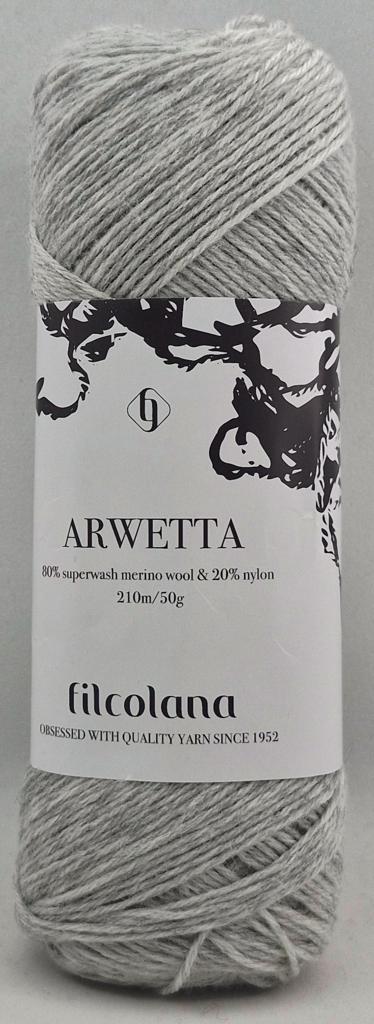 ARWETTA
80% superwash merino wool & 20% nylon
210m/50g
filcolana
OBSESSED WITH QUALITY YARN SINCE 1952